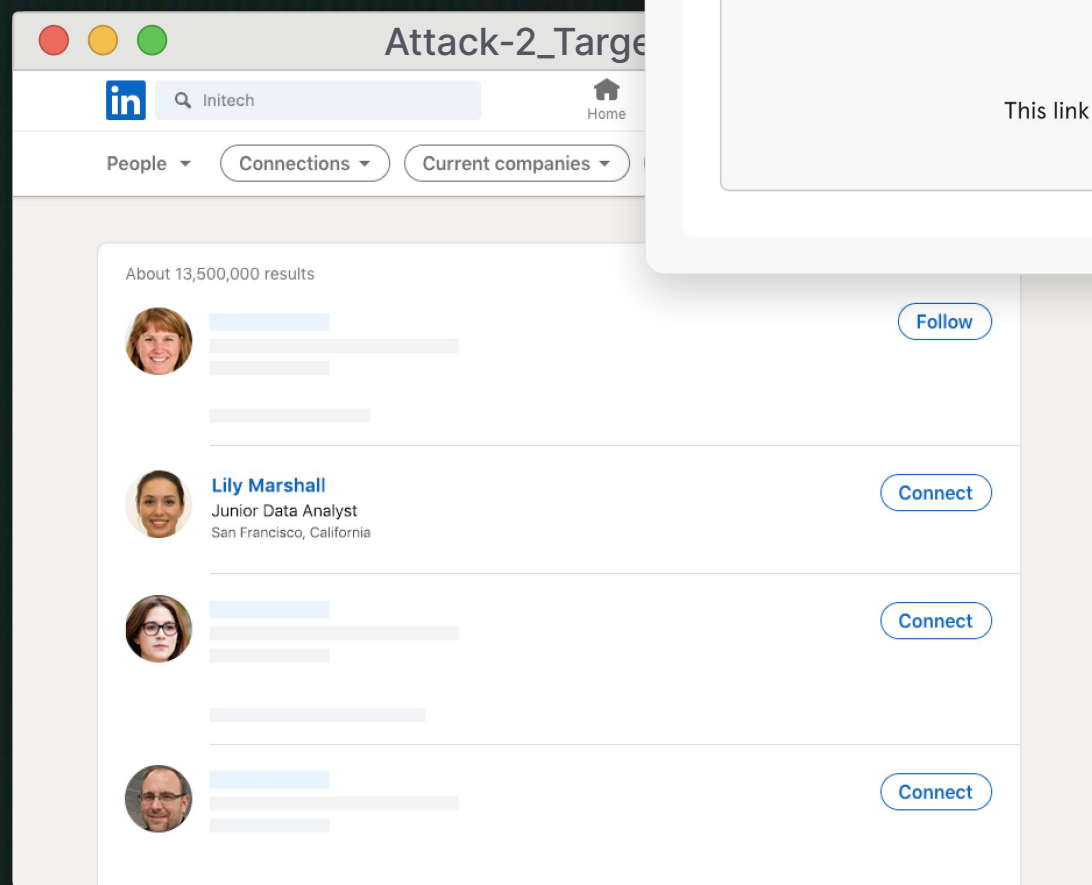 Attack-2_Targe
in
Initech
Home
This link
People
Connections
Current companies
About 13,500,000 results
Follow
Lily Marshall
Junior Data Analyst
San Francisco, California
Connect
Connect
Connect